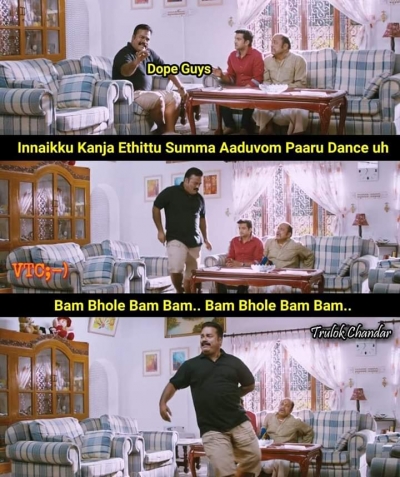 Dope Guys
Innaikku Kanja Ethittu Summa Aaduvom Paaru Dance uh
VTC;-)
Bam Bhole Bam Bam.. Bam Bhole Bam Bam..
Trulok Chandar